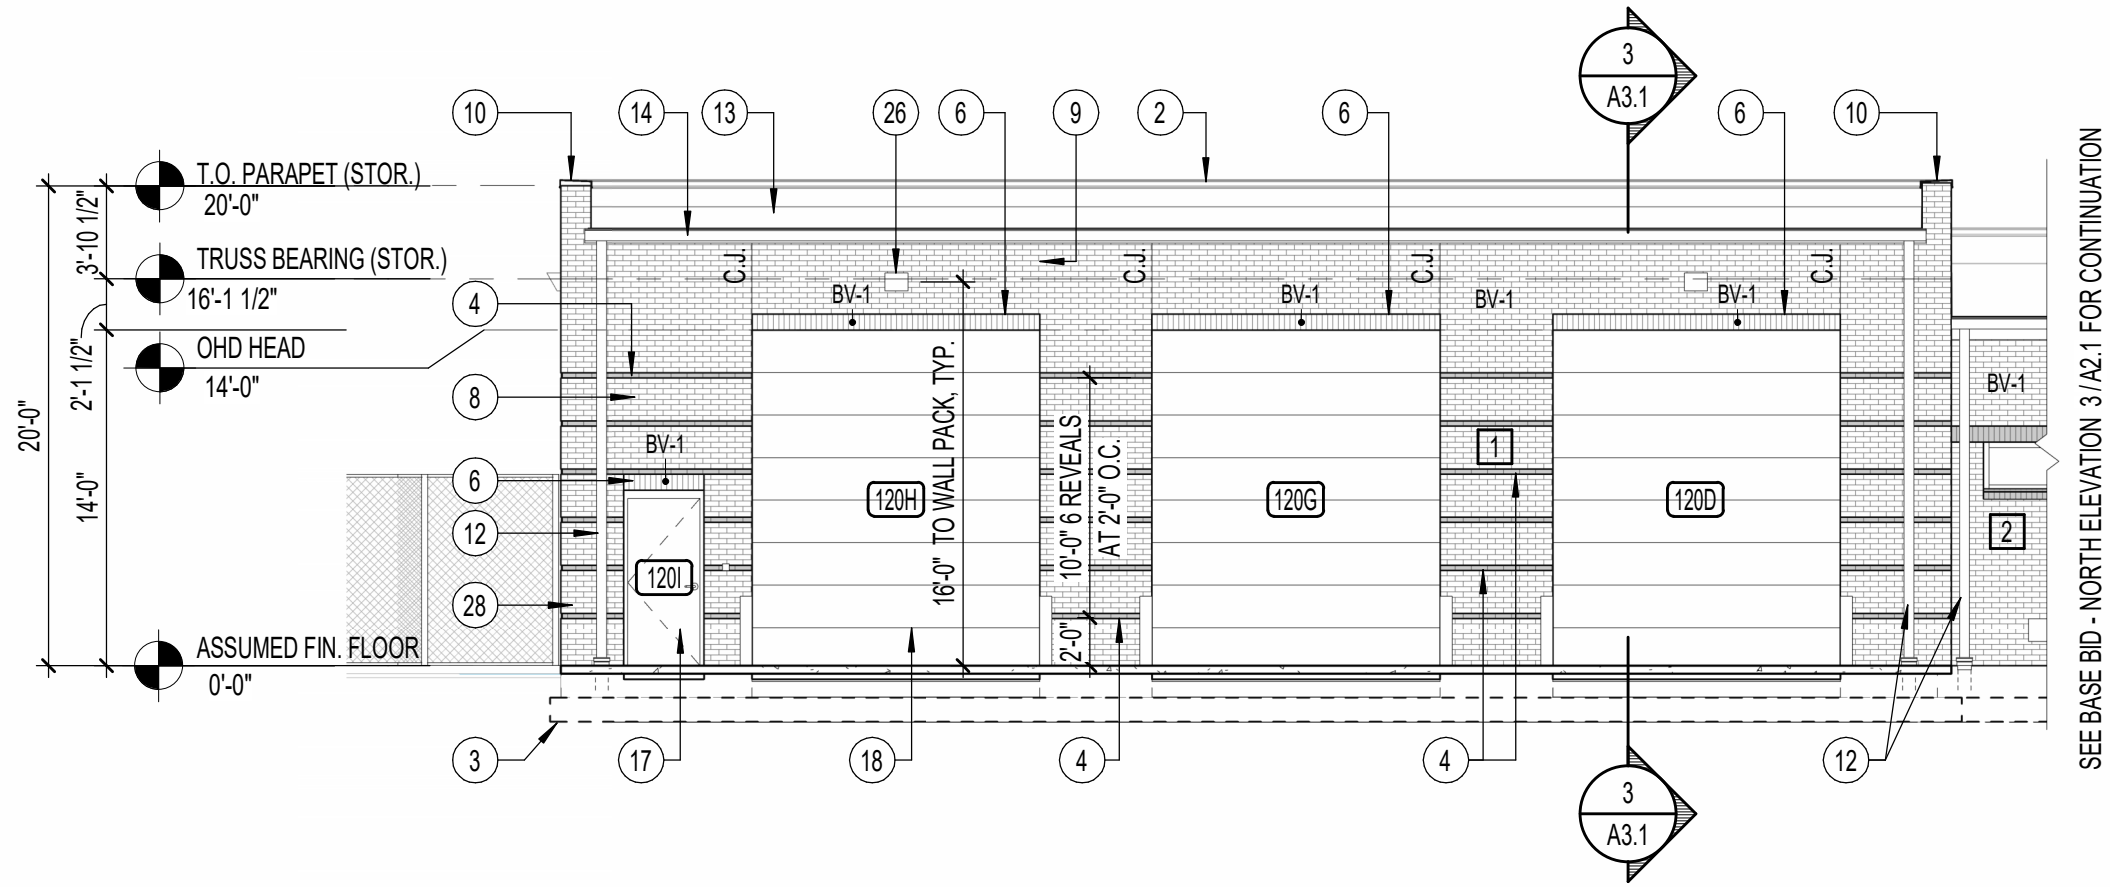 3
A3.1
10
14
13
26
6
9
2
6
6
10
T.O. PARAPET (STOR.)
20'-0"
3'-10 1/2"
TRUSS BEARING (STOR.)
16'-1 1/2"
C.J.
C.J.
C.J.
C.J.
BV-1
BV-1
BV-1
BV-1
4
OHD HEAD
14'-0"
2'-1 1/2"
20'-0"
14'-0"
8
BV-1
6
12
28
120I
120H
16'-0" TO WALL PACK, TYP.
10'-0" 6 REVEALS
AT 2'-0" O.C.
2'-0"
120G
1
120D
BV-1
2
ASSUMED FIN. FLOOR
0'-0"
3
17
18
4
4
12
3
A3.1
SEE BASE BID - NORTH ELEVATION 3 / A2.1 FOR CONTINUATION